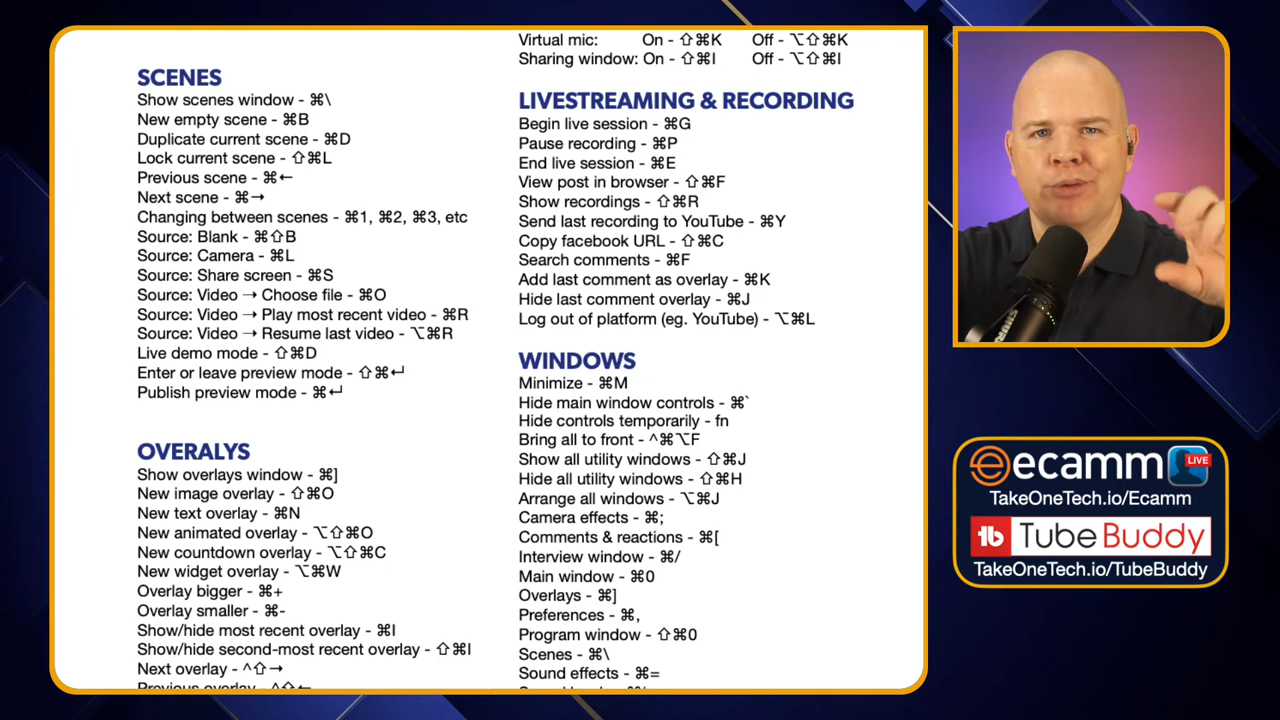 SCENES
Show scenes window - ⌘\
New empty scene - ⌘B
Duplicate current scene - ⌘D
Lock current scene - ⇧⌘L
Previous scene - ⌘←
Next scene - ⌘→
Changing between scenes - ⌘1, ⌘2, ⌘3, etc
Source: Blank - ⌘⇧B
Source: Camera - ⌘L
Source: Share screen - ⌘S
Source: Video → Choose file - ⌘O
Source: Video → Play most recent video - ⌘R
Source: Video → Resume last video - ⌥⌘R
Live demo mode - ⇧⌘D
Enter or leave preview mode - ⇧⌘↵
Publish preview mode - ⌘↵
OVERALYS
Show overlays window - ⌘]
New image overlay - ⇧⌘O
New text overlay - ⌘N
New animated overlay - ⌥⇧⌘O
New countdown overlay - ⌥⇧⌘C
New widget overlay - ⌥⌘W
Overlay bigger - ⌘+
Overlay smaller - ⌘-
Show/hide most recent overlay - ⌘I
Show/hide second-most recent overlay - ⇧⌘I
Next overlay - ^⇧→
Previous overlay - ^⇧←
Virtual mic: On - ⇧⌘K Off - ⌥⇧⌘K
Sharing window: On - ⇧⌘I Off - ⌥⇧⌘I
LIVESTREAMING & RECORDING
Begin live session - ⌘G
Pause recording - ⌘P
End live session - ⌘E
View post in browser - ⇧⌘F
Show recordings - ⇧⌘R
Send last recording to YouTube - ⌘Y
Copy facebook URL - ⇧⌘C
Search comments - ⌘F
Add last comment as overlay - ⌘K
Hide last comment overlay - ⌘J
Log out of platform (eg. YouTube) - ⌥⌘L
WINDOWS
Minimize - ⌘M
Hide main window controls - ⌘`
Hide controls temporarily - fn
Bring all to front - ^⌘⌥F
Show all utility windows - ⇧⌘J
Hide all utility windows - ⇧⌘H
Arrange all windows - ⌥⌘J
Camera effects - ⌘;
Comments & reactions - ⌘[
Interview window - ⌘/
Main window - ⌘0
Overlays - ⌘]
Preferences - ⌘,
Program window - ⇧⌘0
Scenes - ⌘\
Sound effects - ⌘=
SHURE
ecamm LIVE
TakeOneTech.io/Ecamm
tb TubeBuddy
TakeOneTech.io/TubeBuddy